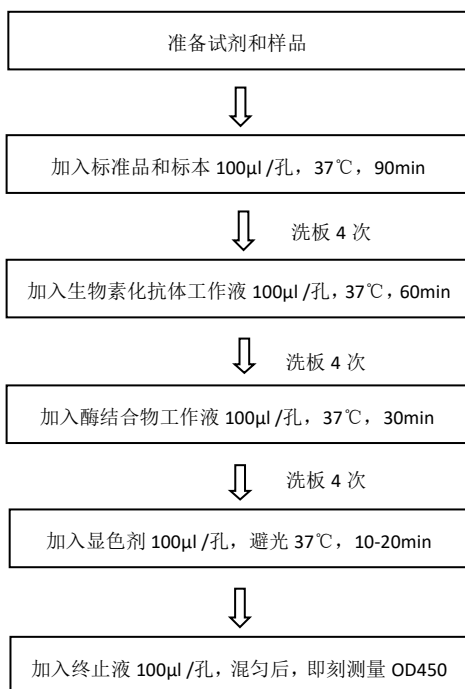 准备试剂和样品
加入标准品和标本 100μl /孔，37℃，90min
洗板 4 次
加入生物素化抗体工作液 100μl /孔，37℃，60min
洗板 4 次
加入酶结合物工作液 100μl /孔，37℃，30min
洗板 4 次
加入显色剂 100μl /孔，避光 37℃，10-20min
加入终止液 100μl /孔，混匀后，即刻测量 OD450